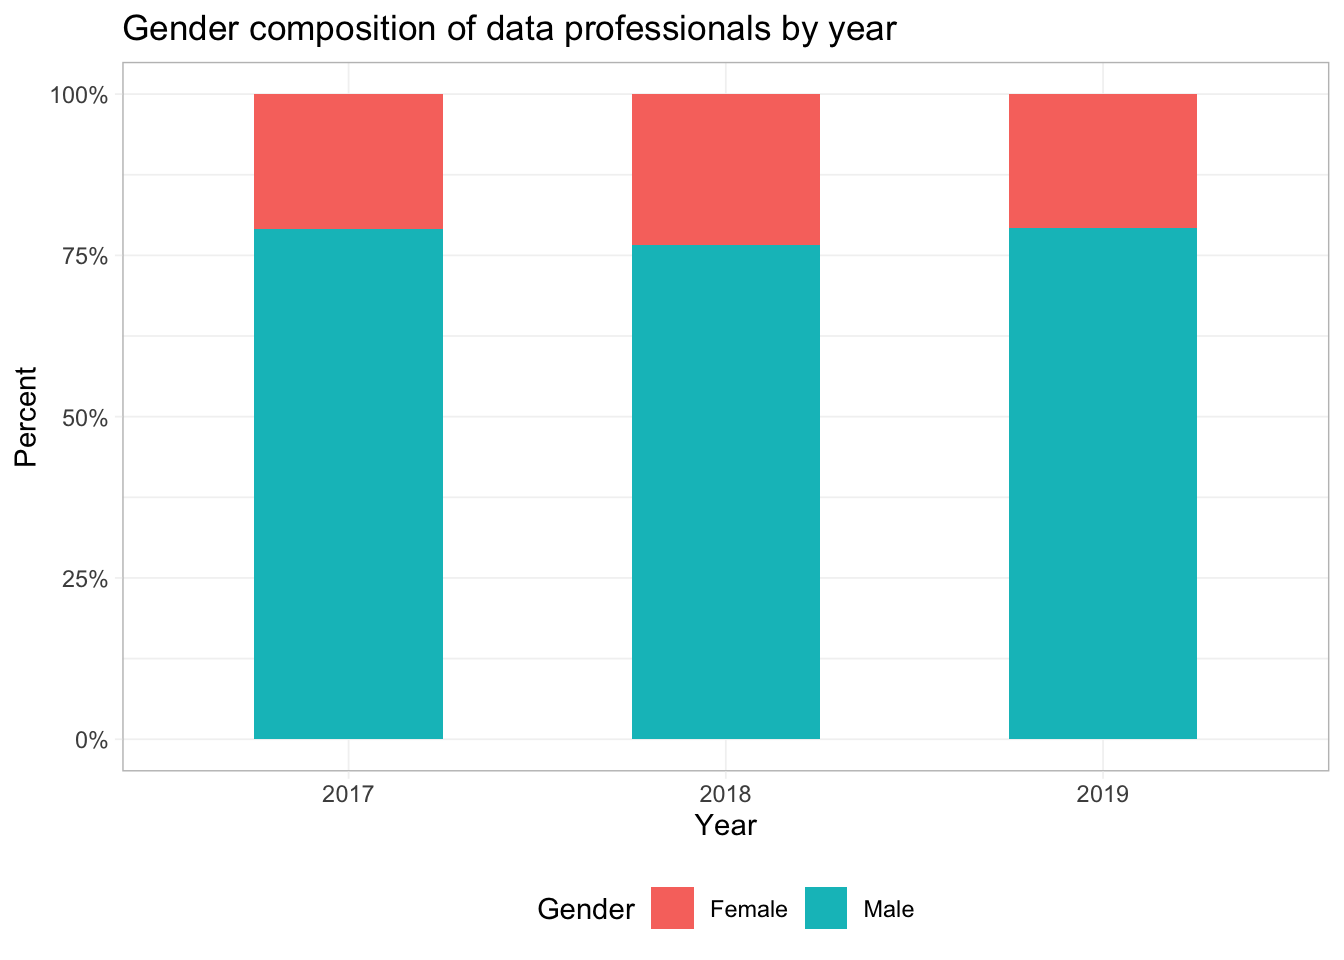 Gender composition of data professionals by year
100%
75%
50%
25%
0%
Percent
2017 2018 2019
Year
Gender Female Male